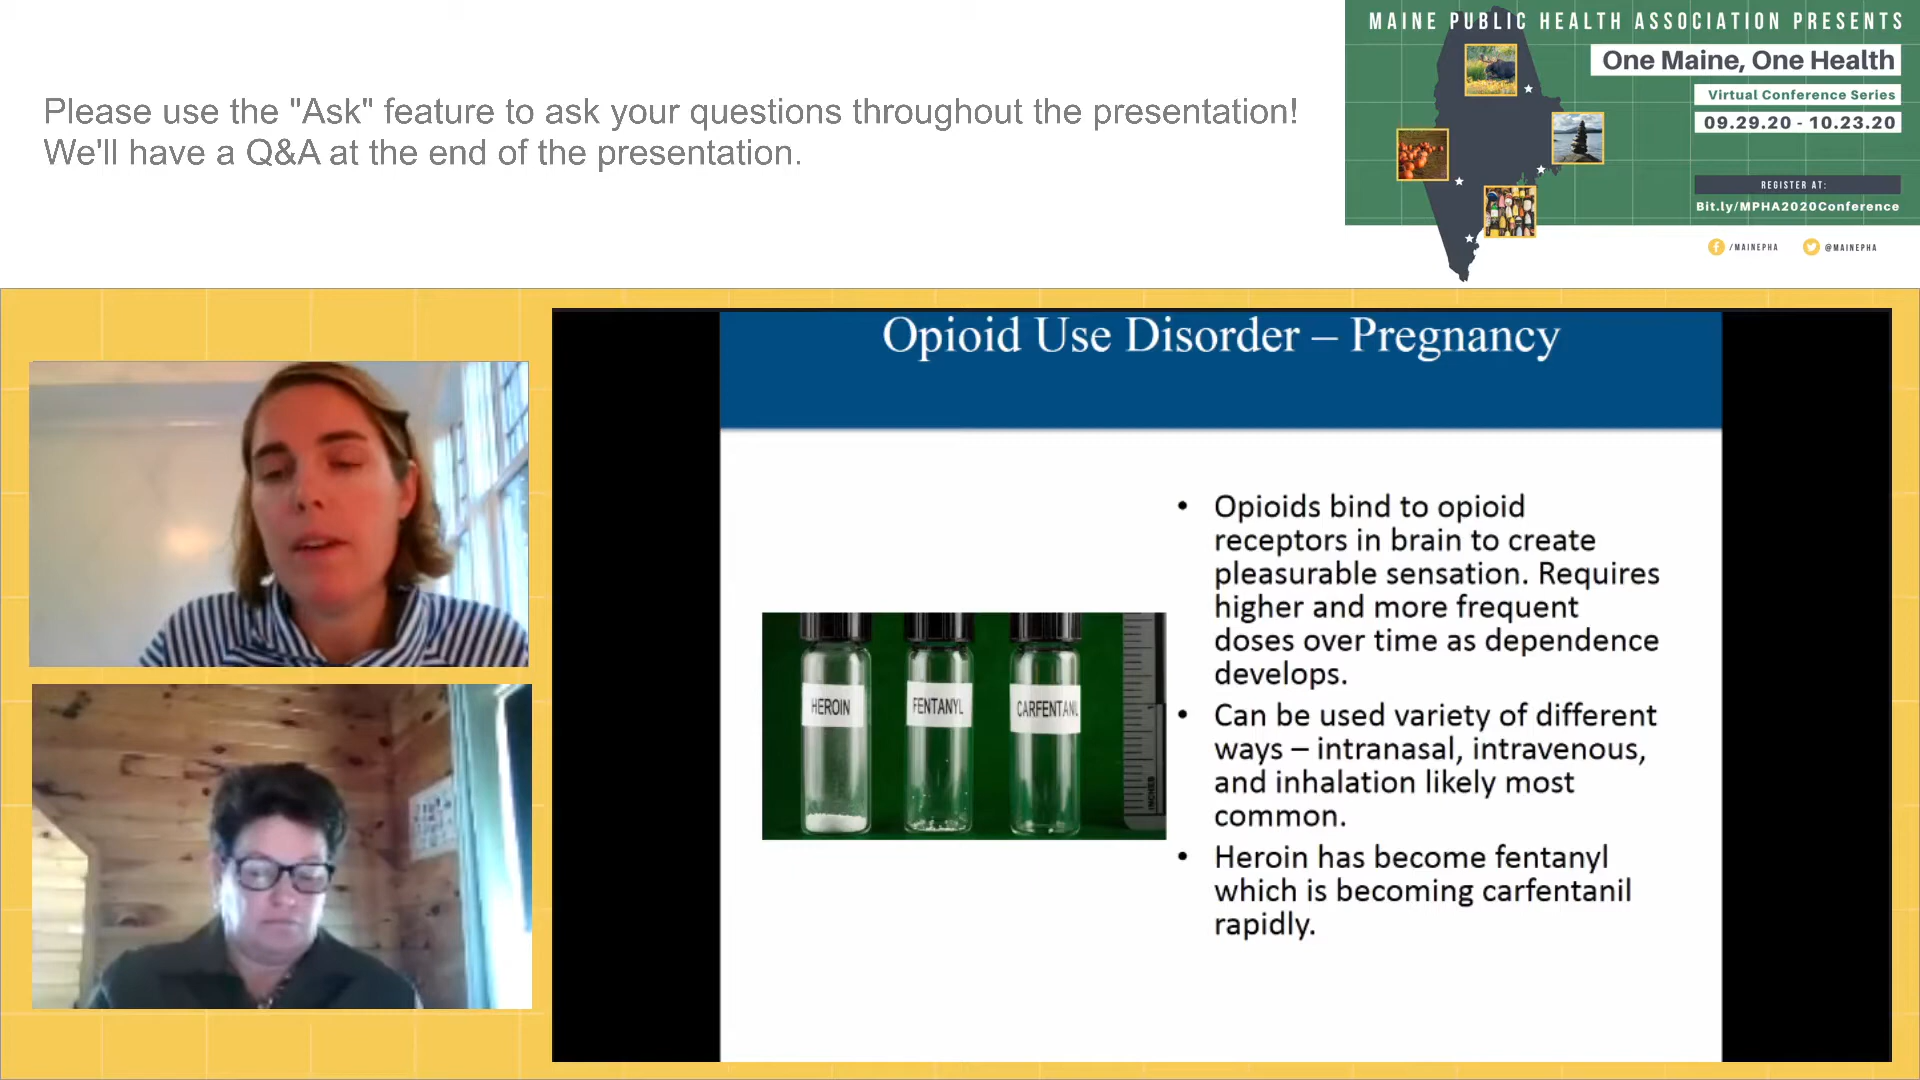 Please use the "Ask" feature to ask your questions throughout the presentation!
We'll have a Q&A at the end of the presentation.
MAINE PUBLIC HEALTH ASSOCIATION PRESENTS
One Maine, One Health
Virtual Conference Series
09.29.20 - 10.23.20
REGISTER AT:
Bit.ly/MPHA2020Conference
/MAINEPHA
@MAINEPHA
Opioid Use Disorder – Pregnancy
• Opioids bind to opioid
receptors in brain to create
pleasurable sensation. Requires
higher and more frequent
doses over time as dependence
develops.
• Can be used variety of different
ways – intranasal, intravenous,
and inhalation likely most
common.
• Heroin has become fentanyl
which is becoming carfentanil
rapidly.
HEROIN
FENTANYL
CARFENTANIL
INCHES